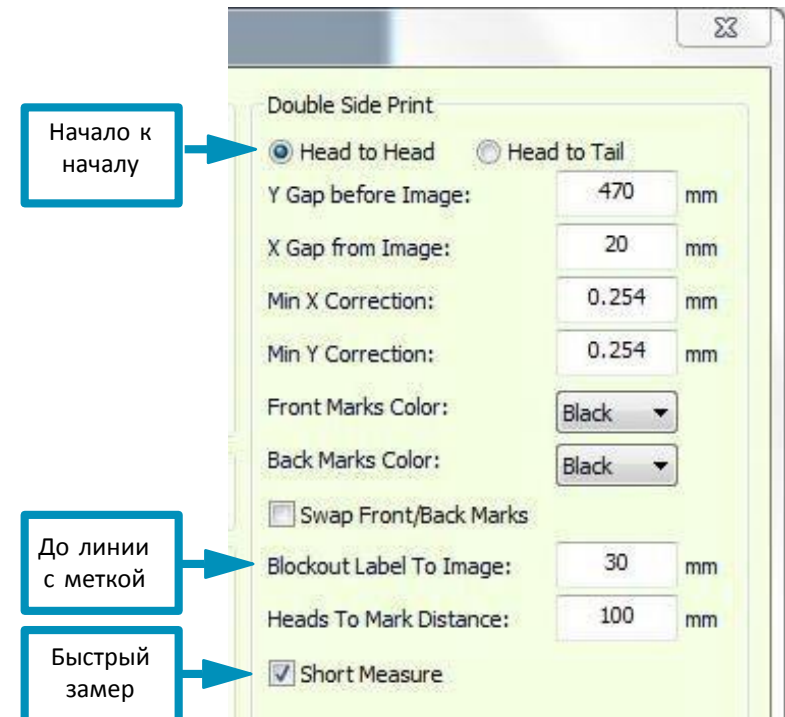 Double Side Print
Начало к
началу
Head to Head Head to Tail
Y Gap before Image: 470 mm
X Gap from Image: 20 mm
Min X Correction: 0.254 mm
Min Y Correction: 0.254 mm
Front Marks Color: Black
Back Marks Color: Black
Swap Front/Back Marks
До линии
с меткой
Blockout Label To Image: 30 mm
Heads To Mark Distance: 100 mm
Быстрый
замер
Short Measure